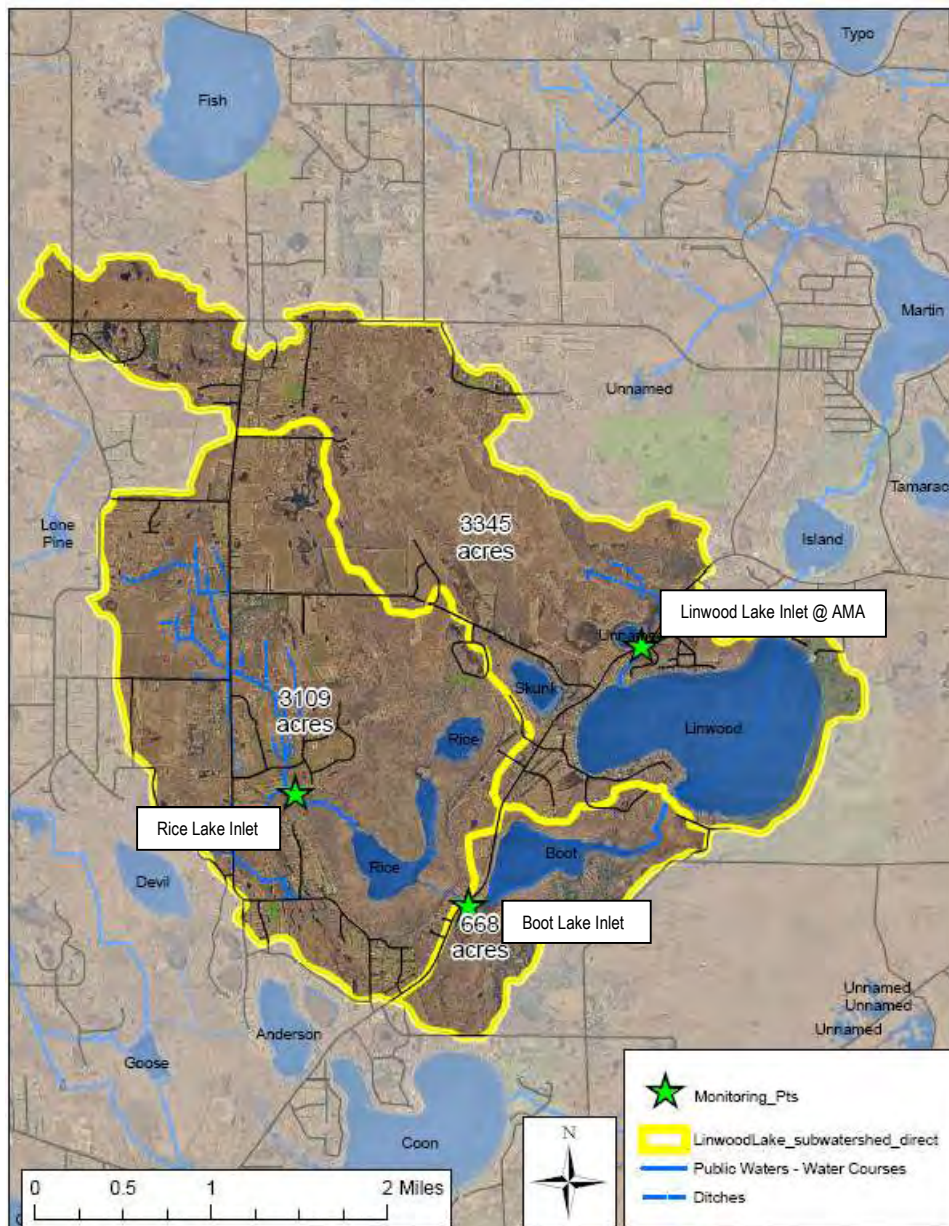 Typo
Fish
Martin
Unnamed
Tamarac
Lone
Pine
Island
3345
acres
Linwood Lake Inlet @ AMA
Skunk
Linwood
3109
acres
Rice
Rice Lake Inlet
Rice
Boot
Devil
Boot Lake Inlet
668
acres
Unnamed
Unnamed
Unnamed
Anderson
Goose
Coon
Monitoring_Pts
LinwoodLake_subwatershed_direct
Public Waters - Water Courses
Ditches
N
0 0.5 1 2 Miles